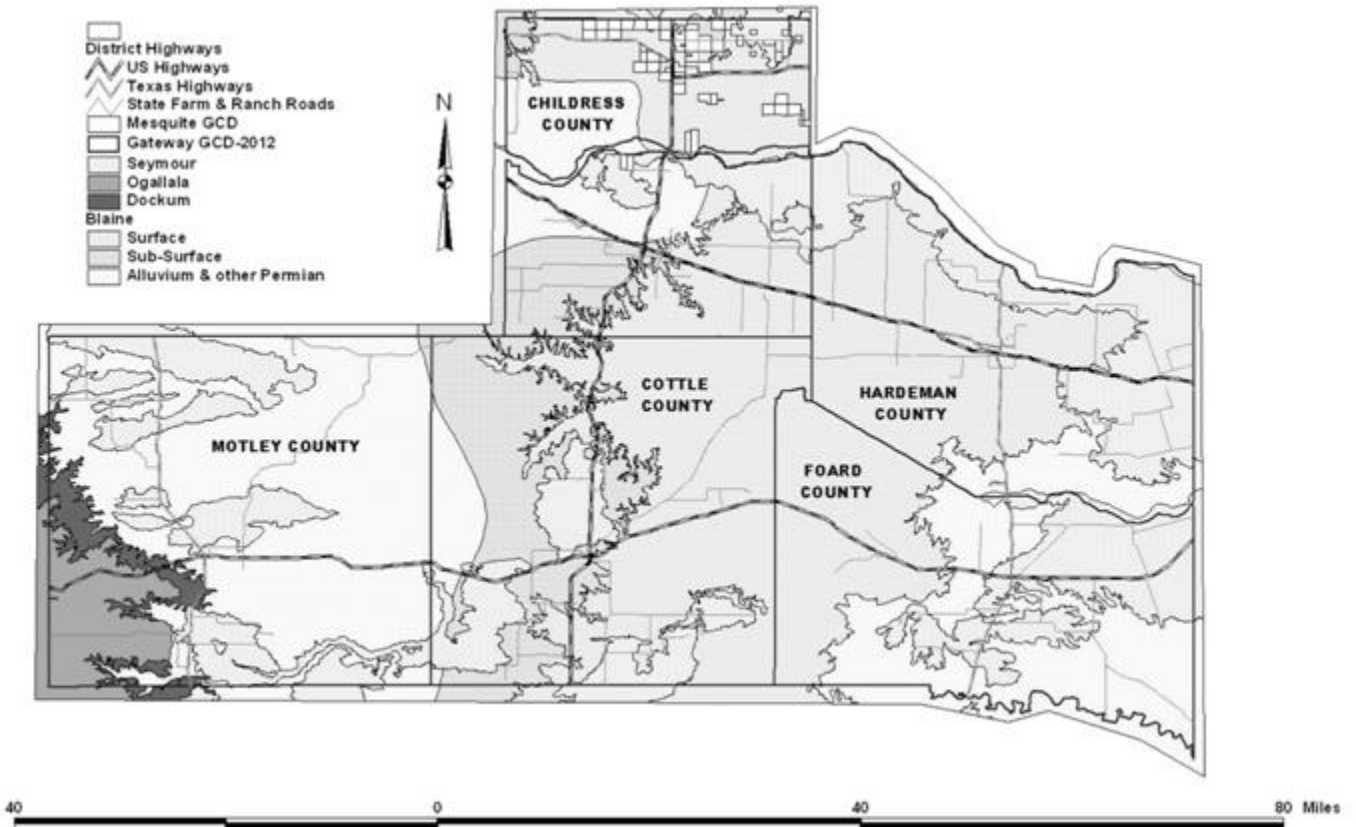 District Highways
US Highways
Texas Highways
State Farm & Ranch Roads
Mesquite GCD
Gateway GCD-2012
Seymour
Ogallala
Dockum
Blaine
Surface
Sub-Surface
Alluvium & other Permian
N
CHILDRESS
COUNTY
COTTLE
COUNTY
HARDEMAN
COUNTY
MOTLEY COUNTY
FOARD
COUNTY
40 0 40 80 Miles